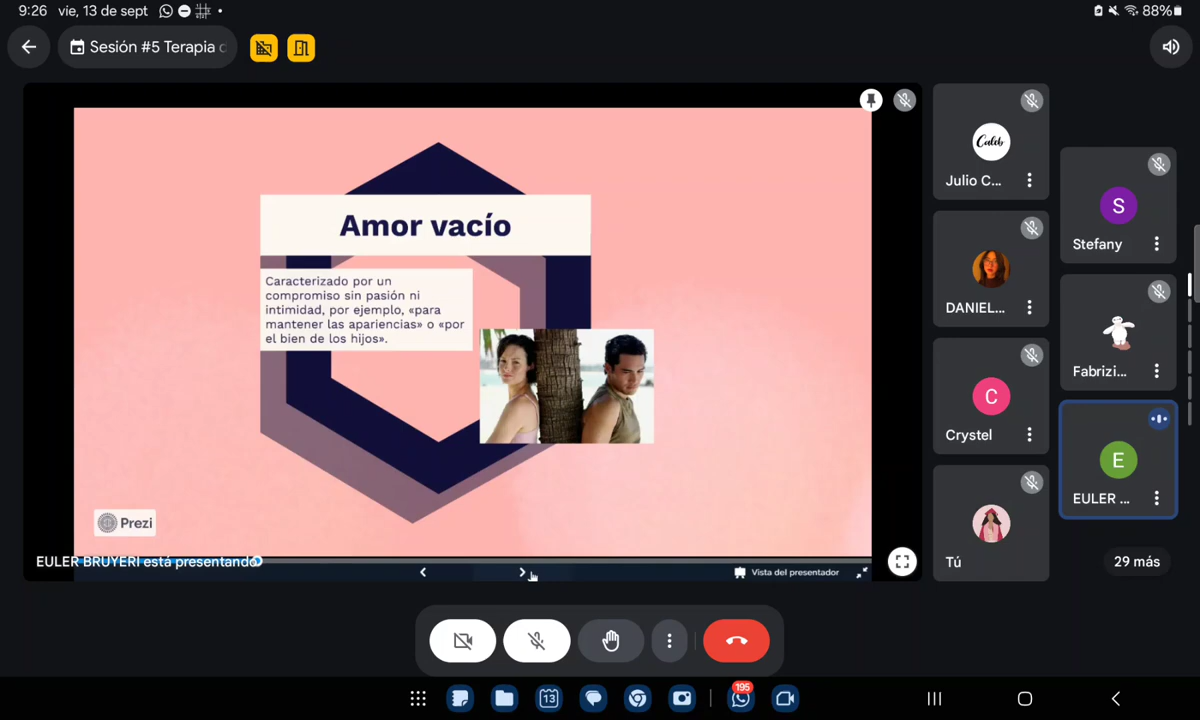 9:26 vie, 13 de sept
88%
Sesión #5 Terapia
Amor vacío
Caracterizado por un
compromiso sin pasión ni
intimidad, por ejemplo, «para
mantener las apariencias» o «por
el bien de los hijos».
Prezi
EULER BRUYERI está presentando
Vista del presentador
Caleb
Julio C...
DANIEL...
C
Crystel
Tú
S
Stefany
Fabrizi...
E
EULER ...
29 más
13
195